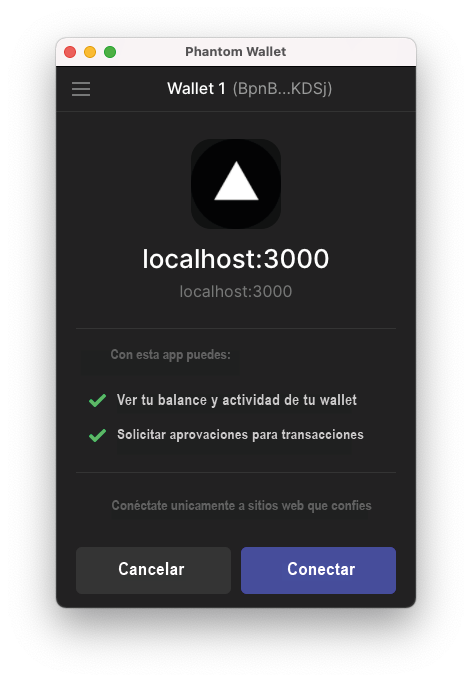 Phantom Wallet
Wallet 1 (BpnB...KDSj)
localhost:3000
localhost:3000
Con esta app puedes:
Ver tu balance y actividad de tu wallet
Solicitar aprovaciones para transacciones
Conéctate unicamente a sitios web que confies
Cancelar Conectar